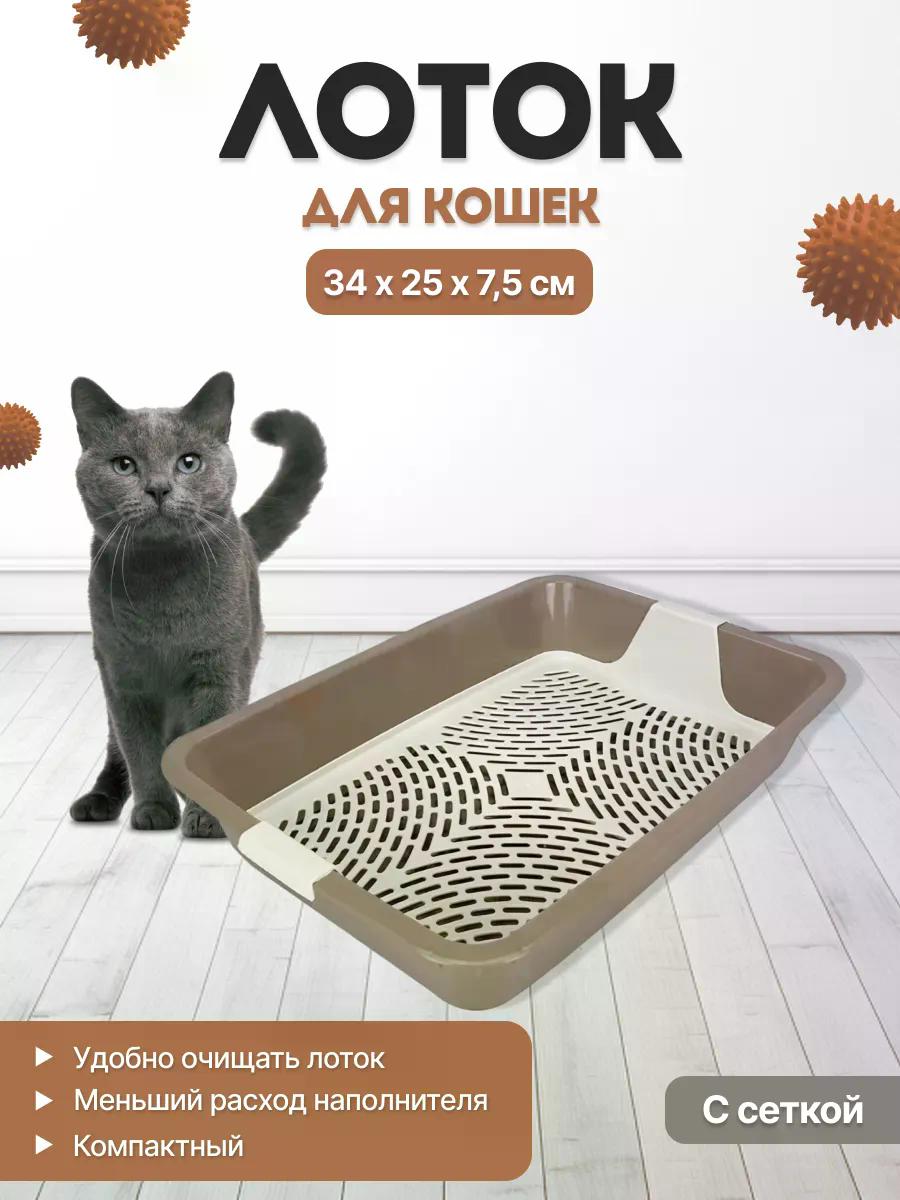 ЛОТОК
ДЛЯ КОШЕК
34 x 25 x 7,5 см
Удобно очищать лоток
Меньший расход наполнителя
Компактный
С сеткой